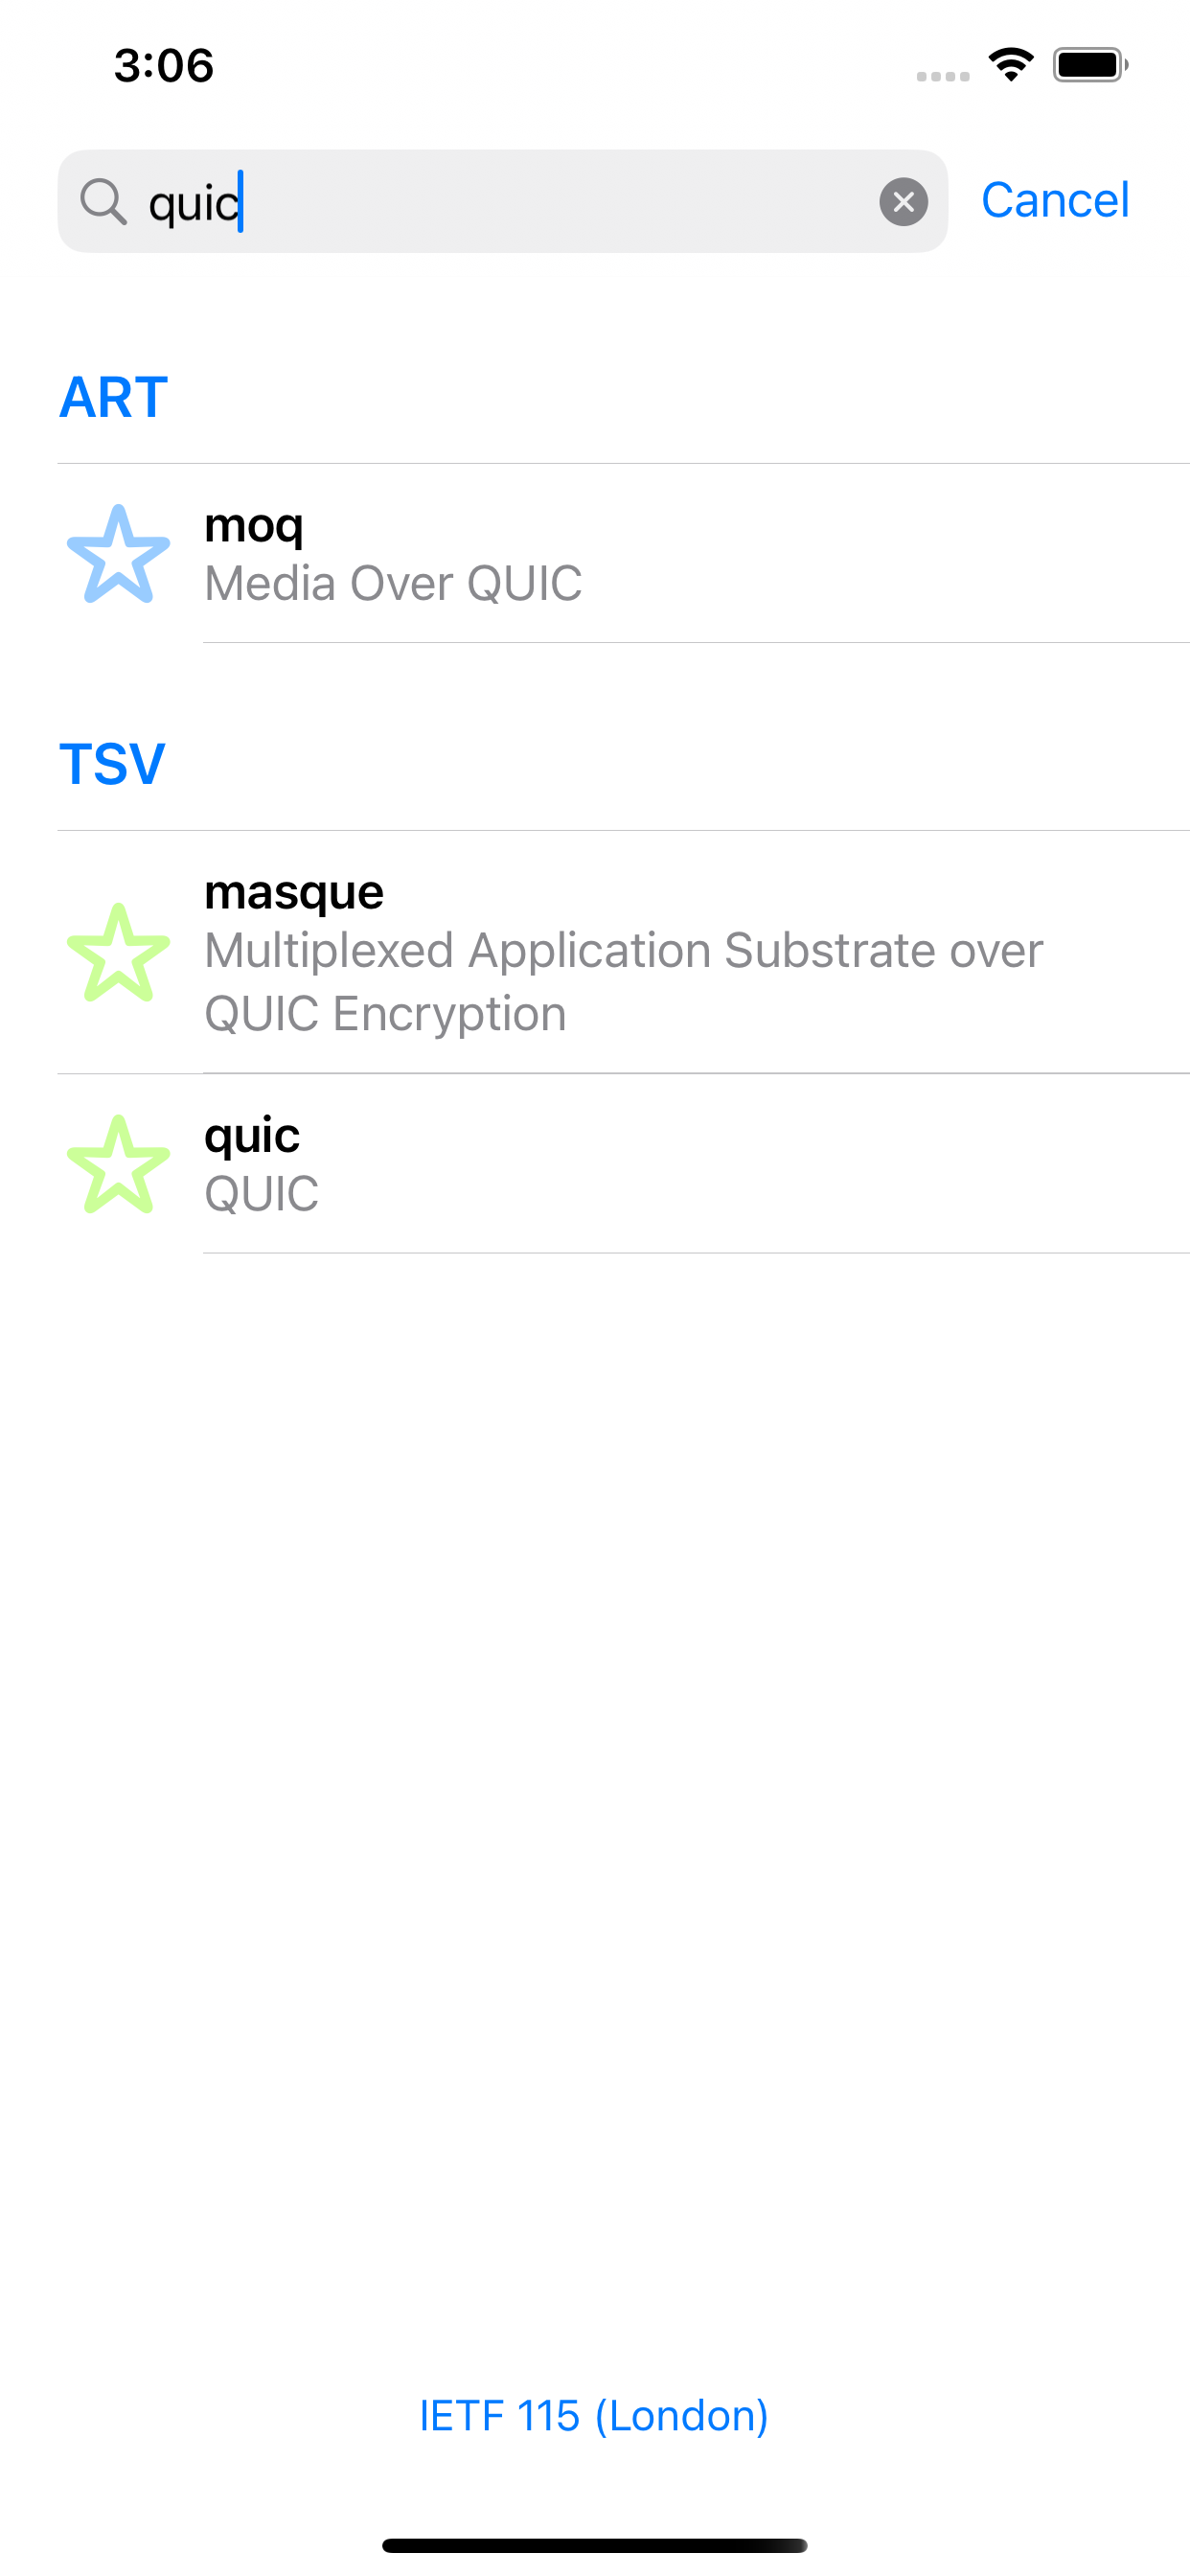 3:06
quic
Cancel
ART
moq
Media Over QUIC
TSV
masque
Multiplexed Application Substrate over
QUIC Encryption
quic
QUIC
IETF 115 (London)